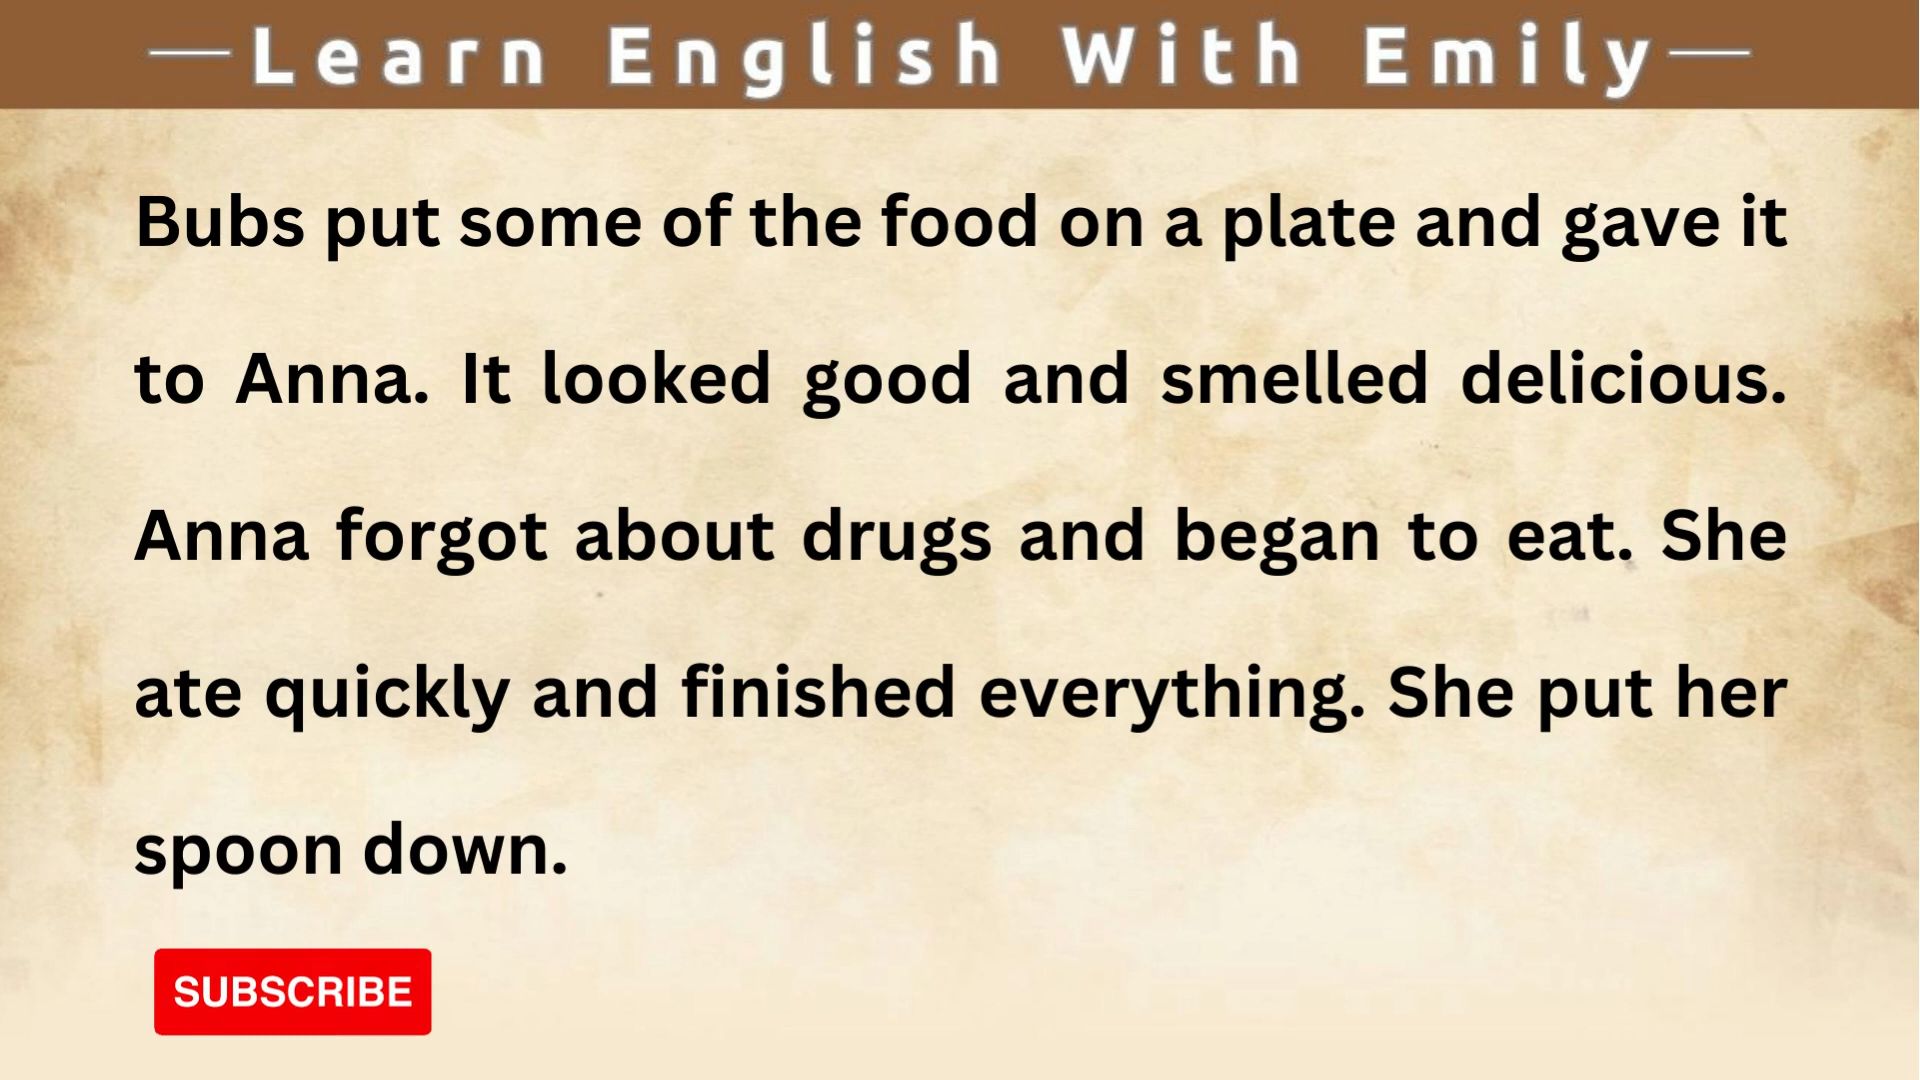 Learn English With Emily
Bubs put some of the food on a plate and gave it
to Anna. It looked good and smelled delicious.
Anna forgot about drugs and began to eat. She
ate quickly and finished everything. She put her
spoon down.
SUBSCRIBE